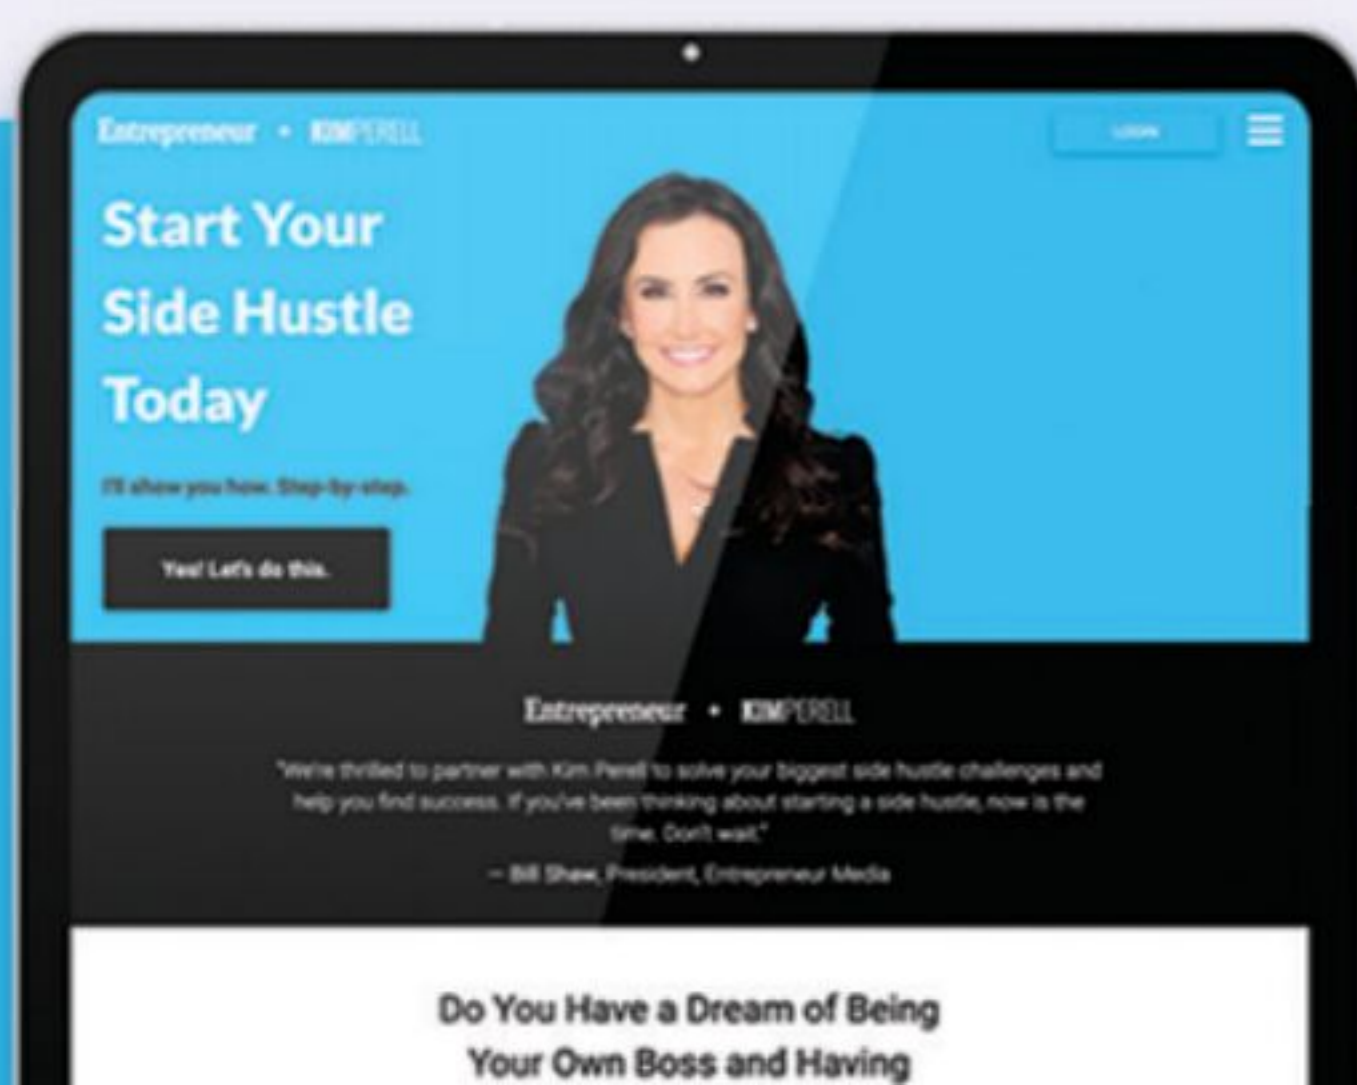 Entrepreneur • KIMPERELL
LOGIN
Start Your
Side Hustle
Today
I'll show you how. Step-by-step.
Yes! Let's do this.
Entrepreneur • KIMPERELL
"We're thrilled to partner with Kim Perell to solve your biggest side hustle challenges and
help you find success. If you've been thinking about starting a side hustle, now is the
time. Don't wait."
— Bill Shaw, President, Entrepreneur Media
Do You Have a Dream of Being
Your Own Boss and Having